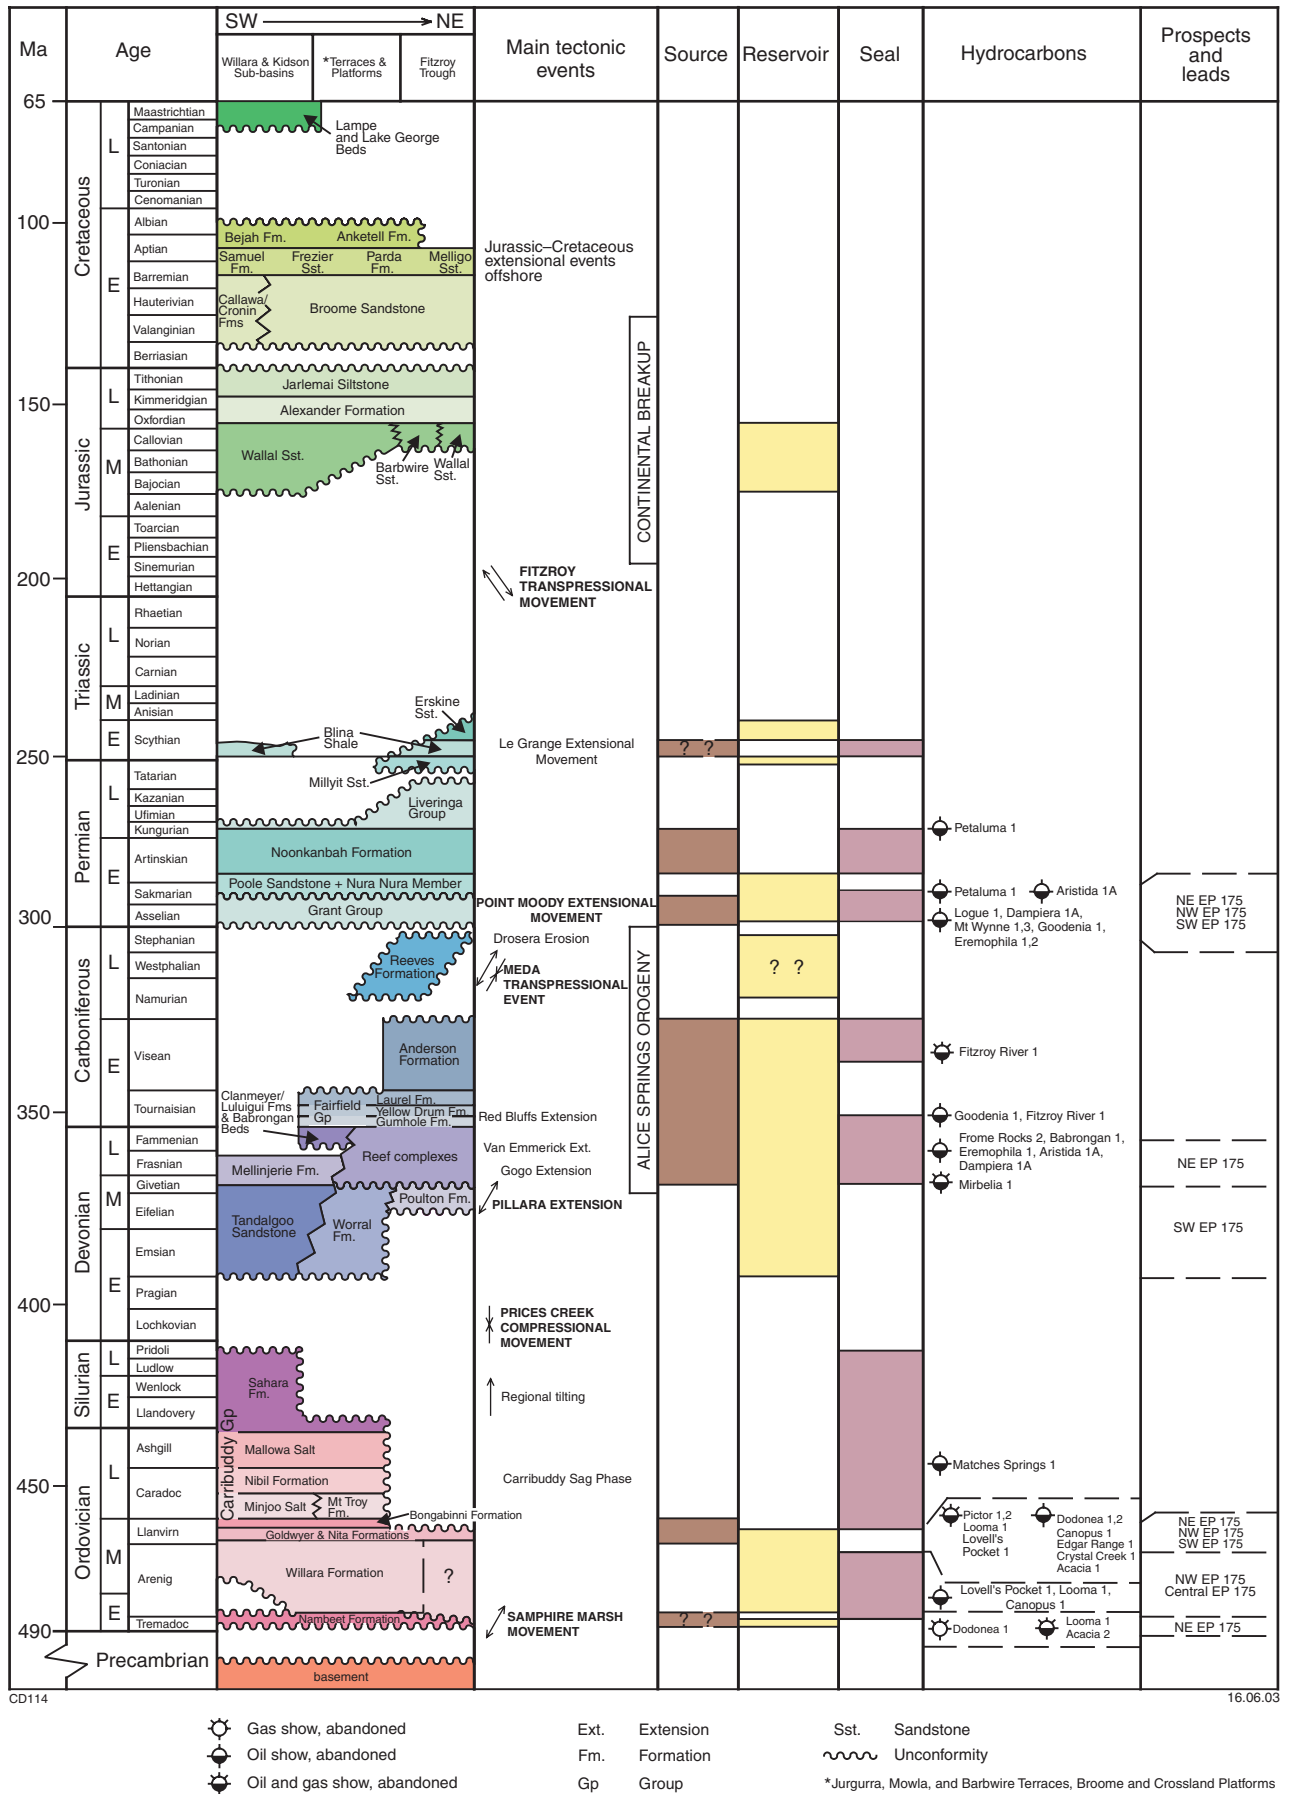 SW NE
Ma
Age
Willara & Kidson
Sub-basins
*Terraces &
Platforms
Fitzroy
Trough
Main tectonic
events
Source
Reservoir
Seal
Hydrocarbons
Prospects
and
leads
65
100
150
200
250
300
350
400
450
490
Cretaceous
L
E
Maastrichtian
Campanian
Santonian
Coniacian
Turonian
Cenomanian
Albian
Aptian
Barremian
Hauterivian
Valanginian
Berriasian
Jurassic
L
M
E
Tithonian
Kimmeridgian
Oxfordian
Callovian
Bathonian
Bajocian
Aalenian
Toarcian
Pliensbachian
Sinemurian
Hettangian
Triassic
L
M
E
Rhaetian
Norian
Carnian
Ladinian
Anisian
Scythian
Permian
L
E
Tatarian
Kazanian
Ufimian
Kungurian
Artinskian
Sakmarian
Asselian
Carboniferous
L
E
Stephanian
Westphalian
Namurian
Visean
Tournaisian
Devonian
L
M
E
Fammenian
Frasnian
Givetian
Eifelian
Emsian
Pragian
Lochkovian
Silurian
L
E
Pridoli
Ludlow
Wenlock
Llandovery
Ordovician
L
M
E
Ashgill
Caradoc
Llanvirn
Arenig
Tremadoc
Precambrian
Lampe
and Lake George
Beds
Bejah Fm.
Anketell Fm.
Samuel
Fm.
Frezier
Sst.
Parda
Fm.
Melligo
Sst.
Callawa/
Cronin
Fms
Broome Sandstone
Jarlemai Siltstone
Alexander Formation
Wallal Sst.
Barbwire
Sst.
Wallal
Sst.
Erskine
Sst.
Blina
Shale
Millyit Sst.
Liveringa
Group
Noonkanbah Formation
Poole Sandstone + Nura Nura Member
Grant Group
Reeves
Formation
Anderson
Formation
Clanmeyer/
Luluigui Fms
& Babrongan
Beds
Fairfield
Gp
Laurel Fm.
Yellow Drum Fm.
Gumhole Fm.
Reef complexes
Mellinjerie Fm.
Poulton Fm.
Tandalgoo
Sandstone
Worral
Fm.
Carribuddy Gp
Sahara
Fm.
Mallowa Salt
Nibil Formation
Minjoo Salt
Mt Troy
Fm.
Bongabinni Formation
Goldwyer & Nita Formations
Willara Formation
?
Nambeet Formation
basement
Jurassic–Cretaceous
extensional events
offshore
CONTINENTAL BREAKUP
FITZROY
TRANSPRESSIONAL
MOVEMENT
Le Grange Extensional
Movement
POINT MOODY EXTENSIONAL
MOVEMENT
Drosera Erosion
MEDA
TRANSPRESSIONAL
EVENT
ALICE SPRINGS OROGENY
Red Bluffs Extension
Van Emmerick Ext.
Gogo Extension
PILLARA EXTENSION
PRICES CREEK
COMPRESSIONAL
MOVEMENT
Regional tilting
Carribuddy Sag Phase
SAMPHIRE MARSH
MOVEMENT
? ?
? ?
? ?
Petaluma 1
Petaluma 1
Aristida 1A
Logue 1, Dampiera 1A,
Mt Wynne 1,3, Goodenia 1,
Eremophila 1,2
Fitzroy River 1
Goodenia 1, Fitzroy River 1
Frome Rocks 2, Babrongan 1,
Eremophila 1, Aristida 1A,
Dampiera 1A
Mirbelia 1
Matches Springs 1
Pictor 1,2
Looma 1
Lovell's
Pocket 1
Dodonea 1,2
Canopus 1
Edgar Range 1
Crystal Creek 1
Acacia 1
Lovell's Pocket 1, Looma 1,
Canopus 1
Dodonea 1
Looma 1
Acacia 2
NE EP 175
NW EP 175
SW EP 175
NE EP 175
SW EP 175
NE EP 175
NW EP 175
SW EP 175
NW EP 175
Central EP 175
NE EP 175
CD114
16.06.03
Gas show, abandoned
Oil show, abandoned
Oil and gas show, abandoned
Ext. Extension
Fm. Formation
Gp Group
Sst. Sandstone
Unconformity
*Jurgurra, Mowla, and Barbwire Terraces, Broome and Crossland Platforms